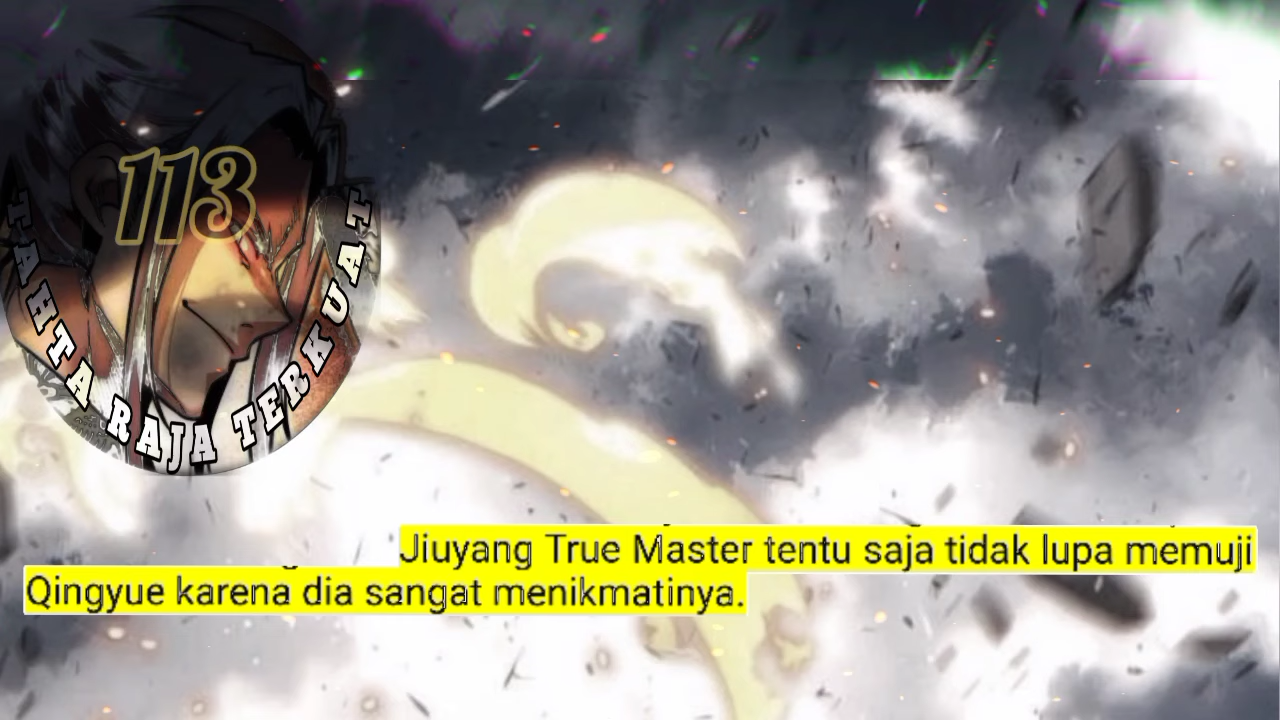 113
TAHTA RAJA TERKUAT
Jiuyang True Master tentu saja tidak lupa memuji
Qingyue karena dia sangat menikmatinya.